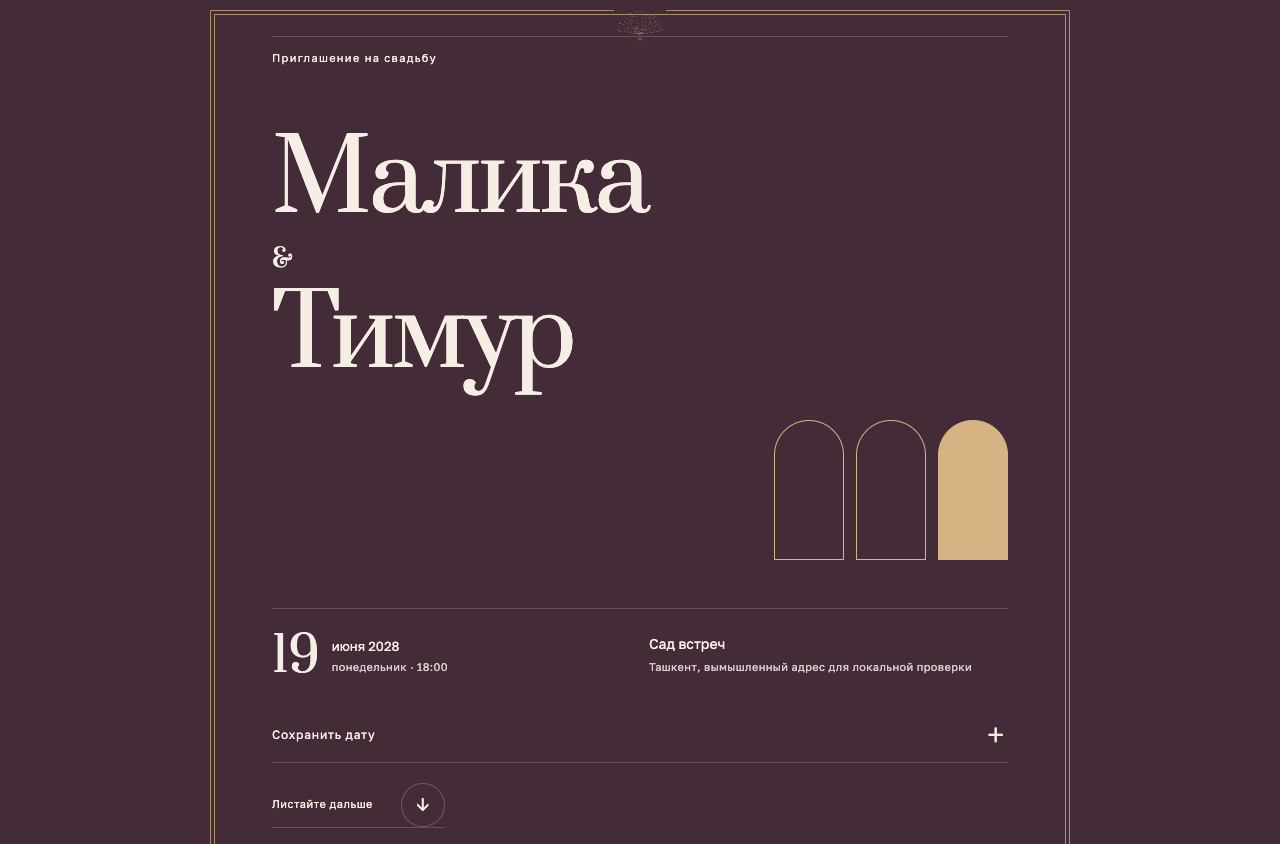 Приглашение на свадьбу
Малика
&
Тимур
19 июня 2028
понедельник · 18:00
Сад встреч
Ташкент, вымышленный адрес для локальной проверки
Сохранить дату +
Листайте дальше